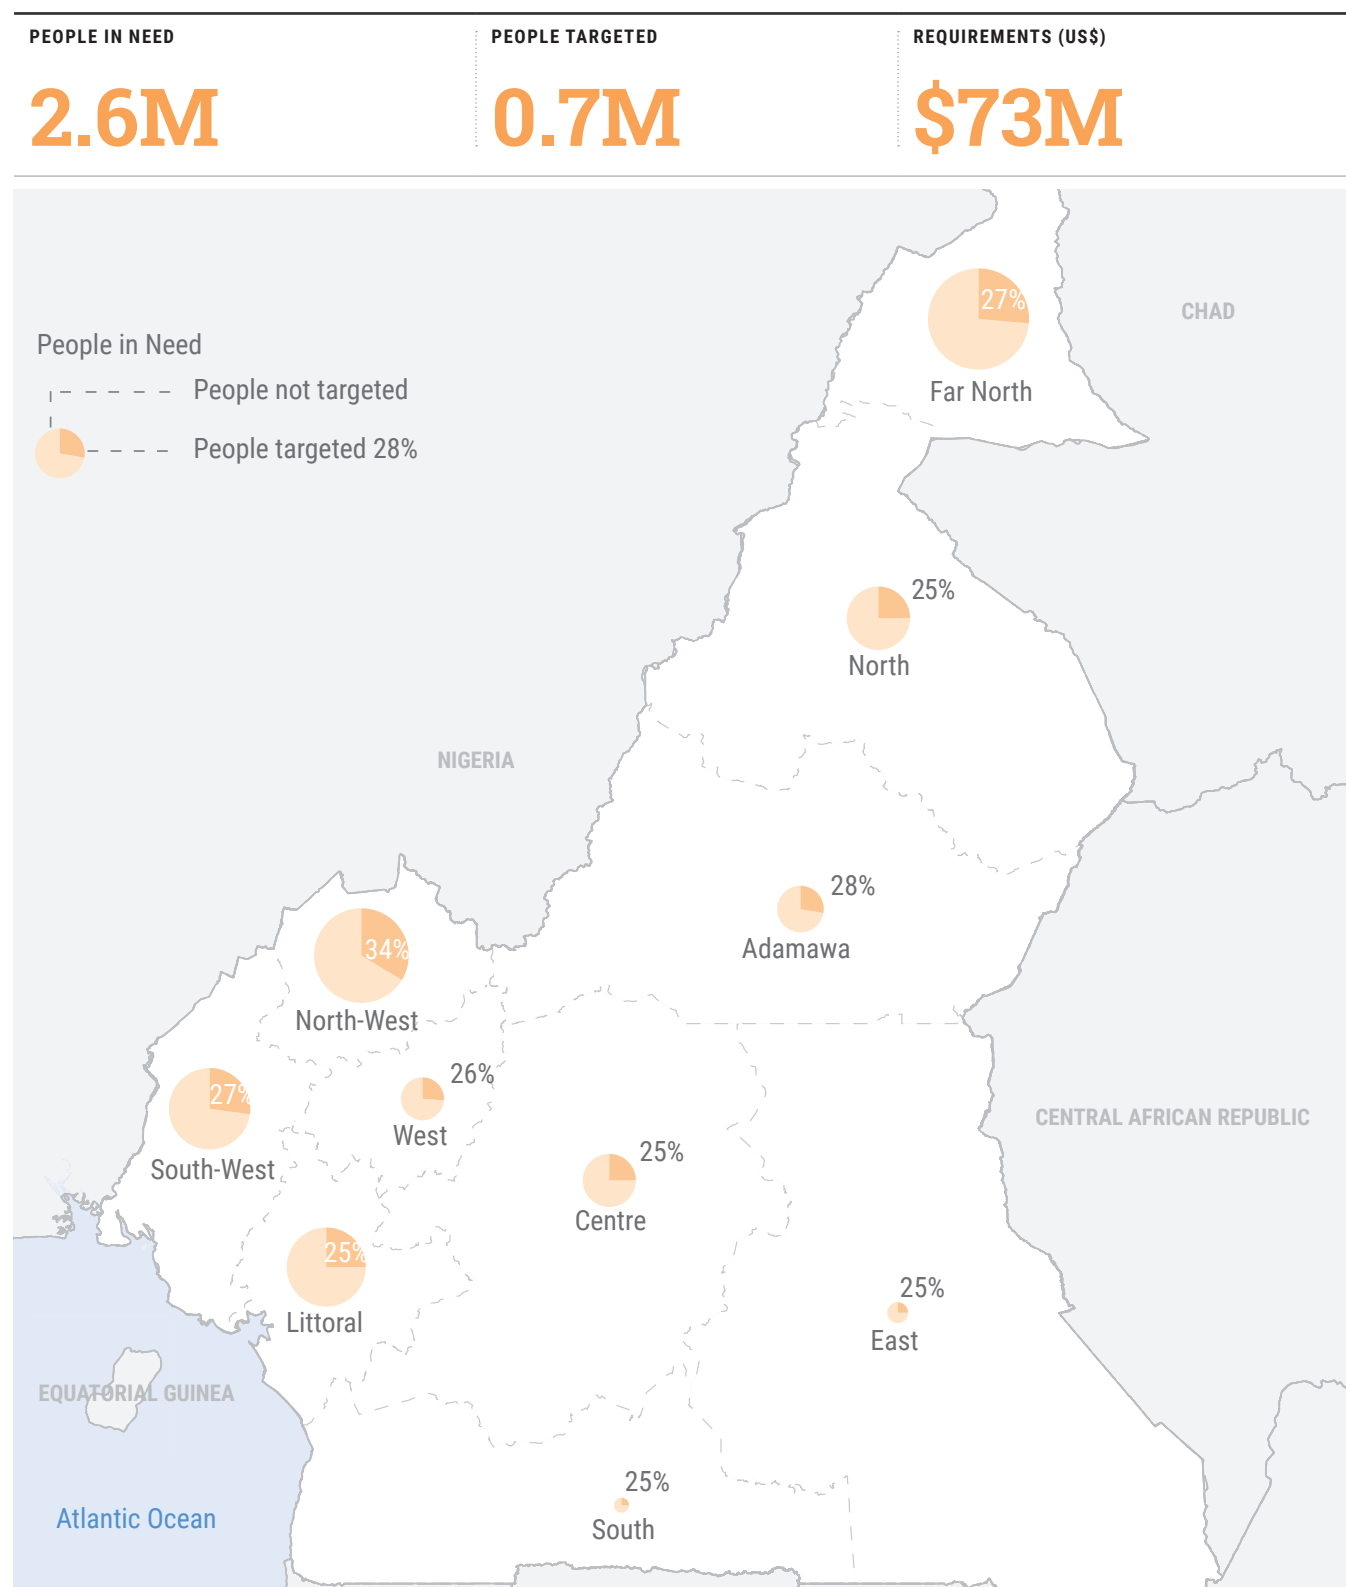 PEOPLE IN NEED
2.6M
PEOPLE TARGETED
0.7M
REQUIREMENTS (US$)
$73M
People in Need
People not targeted
People targeted 28%
27%
Far North
CHAD
25%
North
NIGERIA
28%
Adamawa
34%
North-West
26%
West
27%
South-West
CENTRAL AFRICAN REPUBLIC
25%
Centre
25%
Littoral
25%
East
EQUATORIAL GUINEA
25%
South
Atlantic Ocean